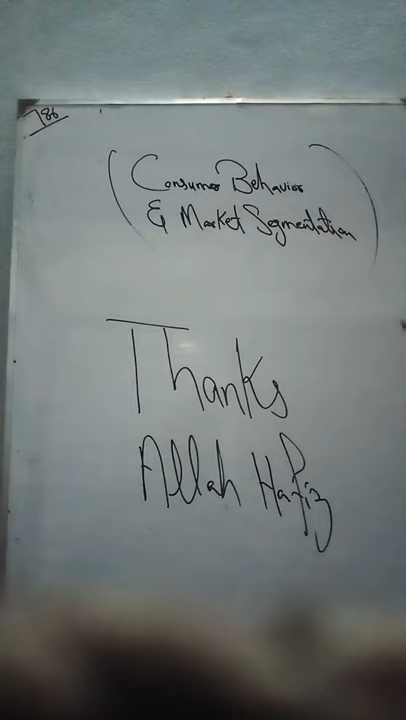 786
(Consumer Behavior
& Market Segmentation)
Thanks
Allah Hafiz